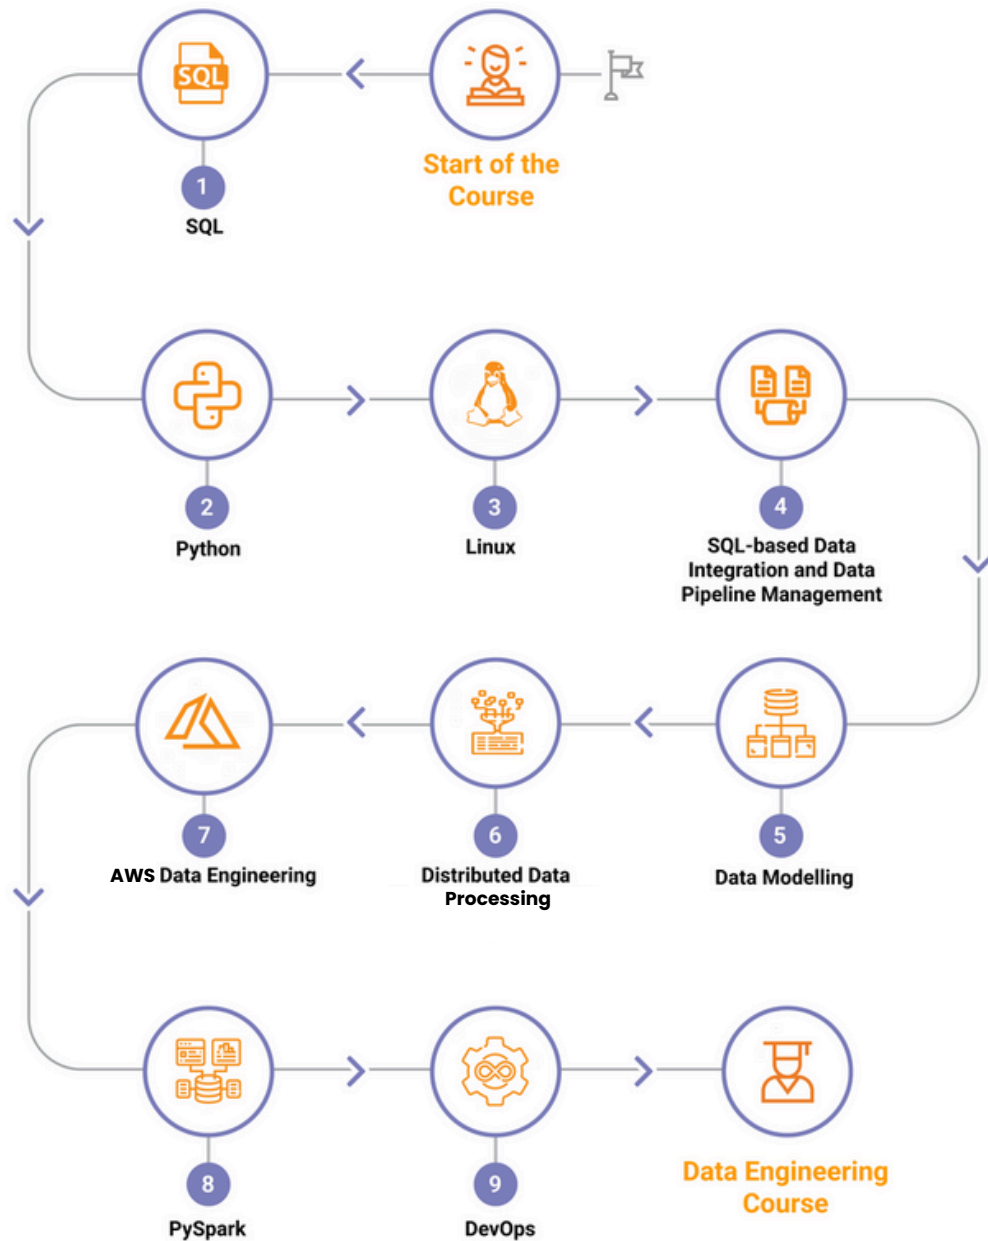 SQL
Start of the
Course
1
SQL
2
Python
3
Linux
4
SQL-based Data
Integration and Data
Pipeline Management
5
Data Modelling
6
Distributed Data
Processing
7
AWS Data Engineering
8
PySpark
9
DevOps
Data Engineering
Course